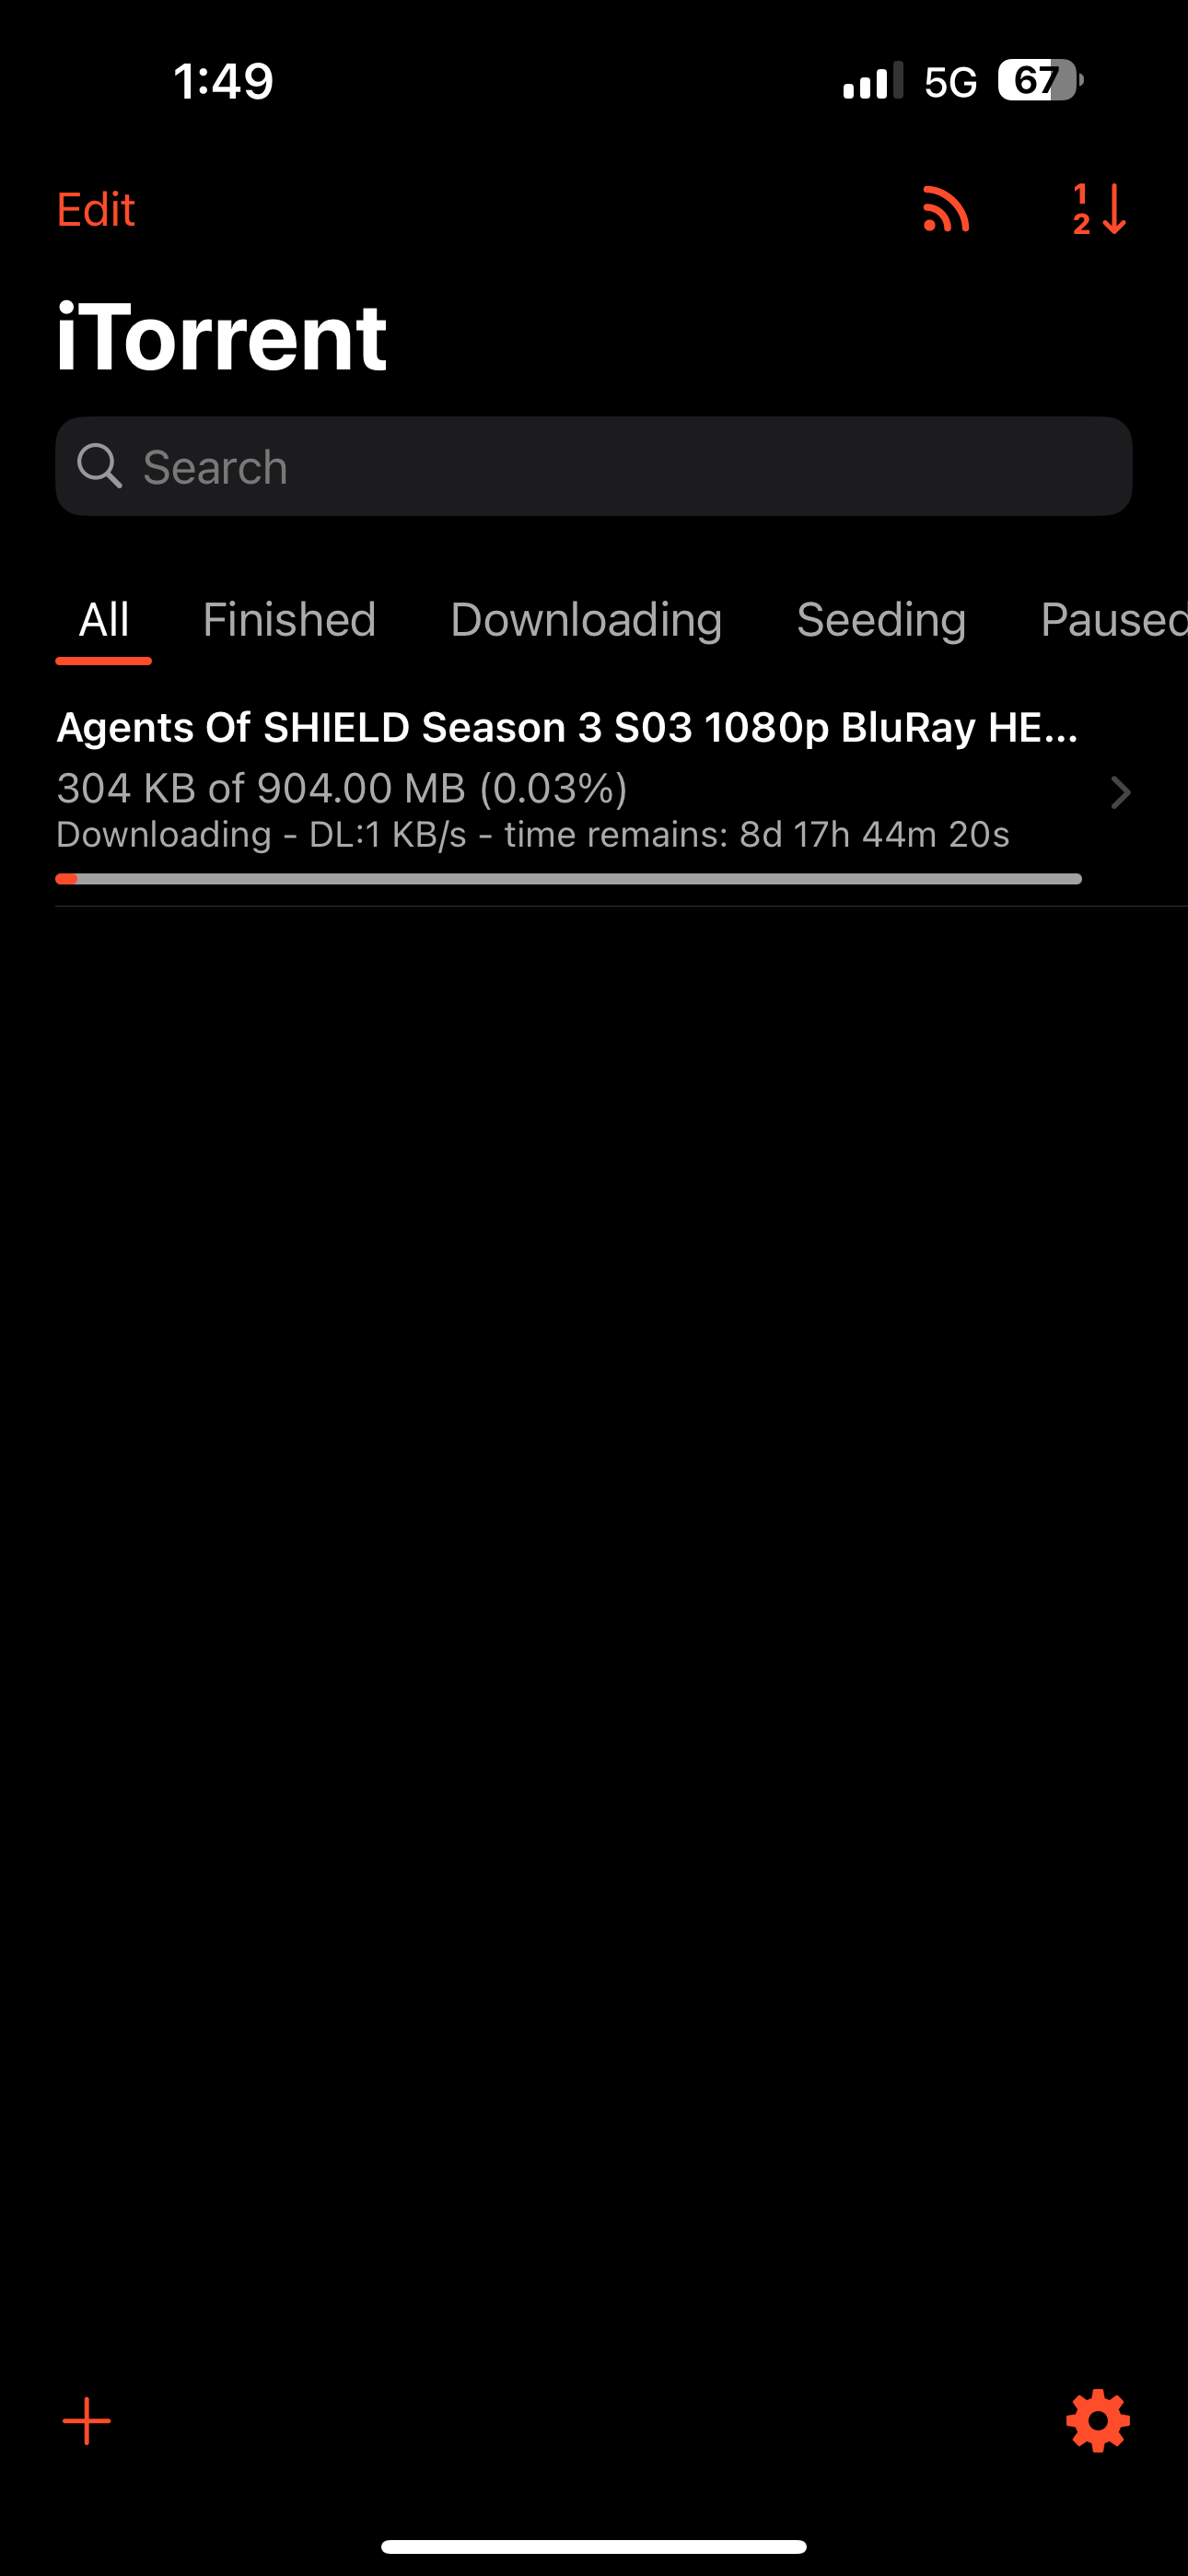 1:49
5G 67
Edit
1
2
iTorrent
Search
All Finished Downloading Seeding Paused
Agents Of SHIELD Season 3 S03 1080p BluRay HE...
304 KB of 904.00 MB (0.03%)
Downloading - DL:1 KB/s - time remains: 8d 17h 44m 20s